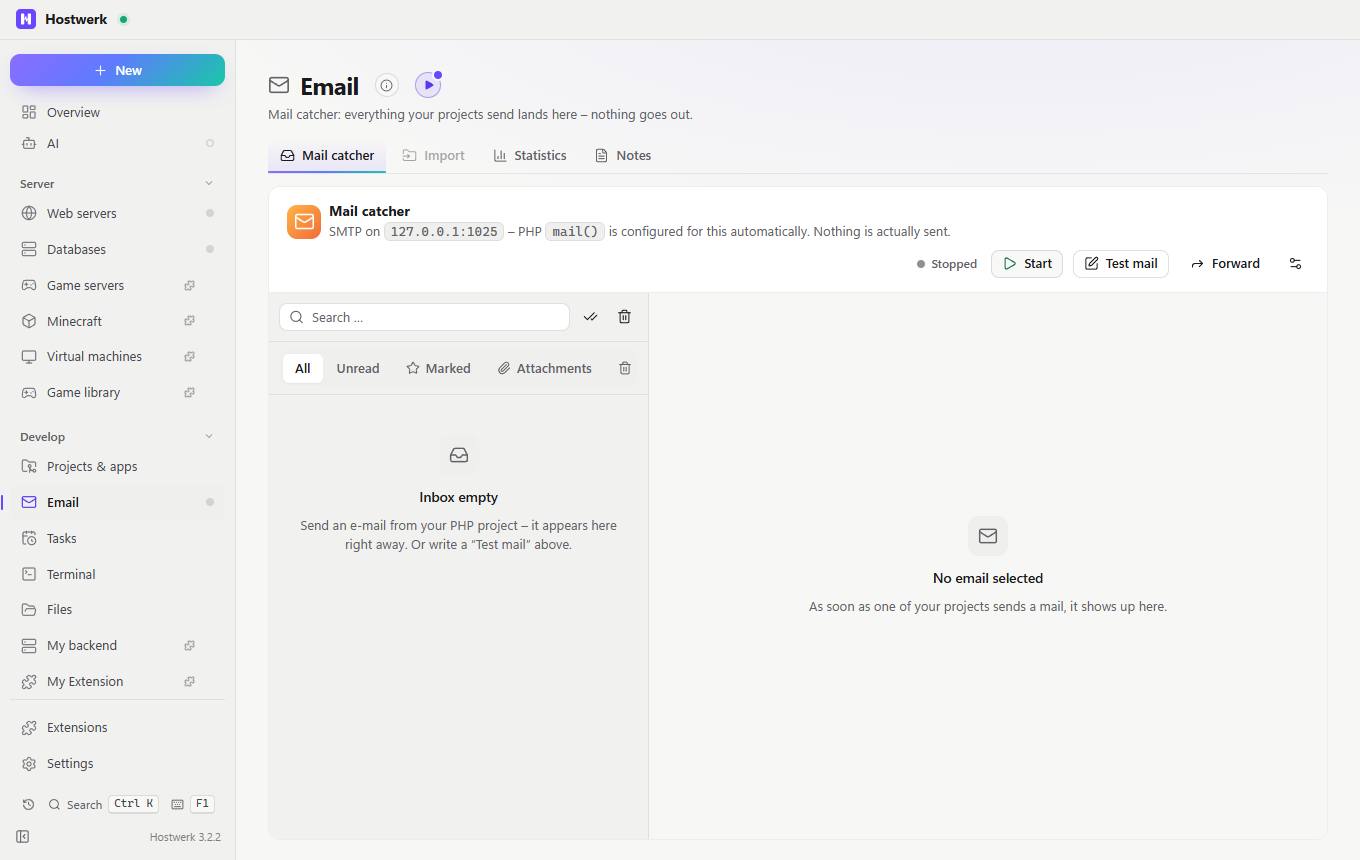 Hostwerk
New
Overview
AI
Server
Web servers
Databases
Game servers
Minecraft
Virtual machines
Game library
Develop
Projects & apps
Email
Tasks
Terminal
Files
My backend
My Extension
Extensions
Settings
Search Ctrl K F1
Hostwerk 3.2.2
Email
Mail catcher: everything your projects send lands here – nothing goes out.
Mail catcher Import Statistics Notes
Mail catcher
SMTP on 127.0.0.1:1025 – PHP mail() is configured for this automatically. Nothing is actually sent.
Stopped Start Test mail Forward
Search ...
All Unread Marked Attachments
Inbox empty
Send an e-mail from your PHP project – it appears here
right away. Or write a “Test mail” above.
No email selected
As soon as one of your projects sends a mail, it shows up here.